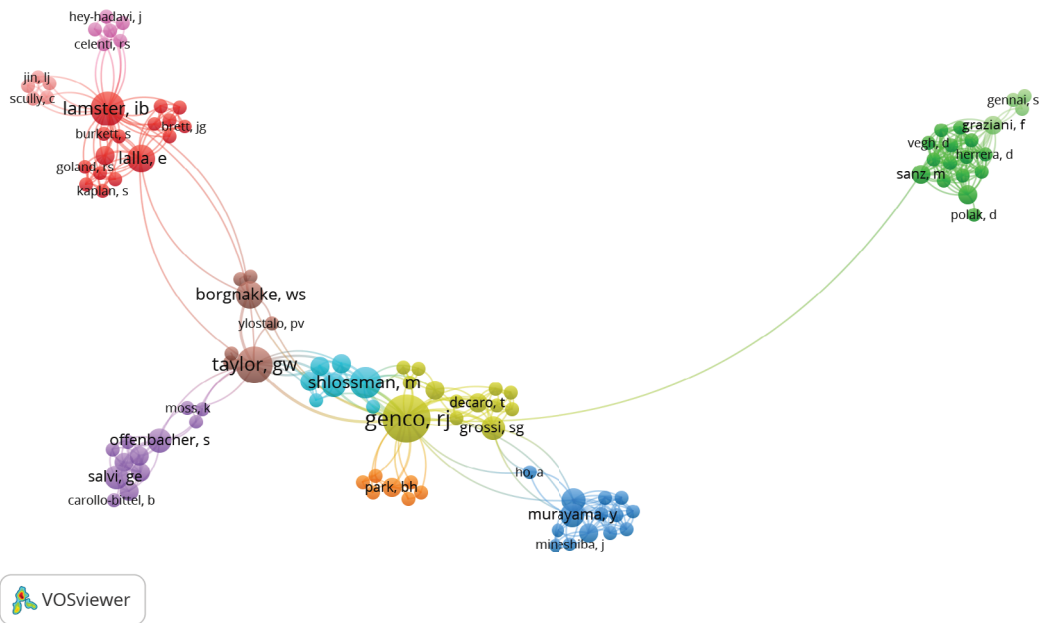 hey-hadavi, j
celenti, rs
jin, lj
scully, c
lamster, ib
burkett, s
brett, jg
lalla, e
goland, rs
kaplan, s
gennai, s
graziani, f
vegh, d
herrera, d
sanz, m
polak, d
borgnakke, ws
ylostalo, pv
taylor, gw
shlossman, m
decaro, t
genco, rj
grossi, sg
moss, k
offenbacher, s
salvi, ge
carollo-bittel, b
park, bh
ho, a
murayama, y
min-shiba, j
VOSviewer